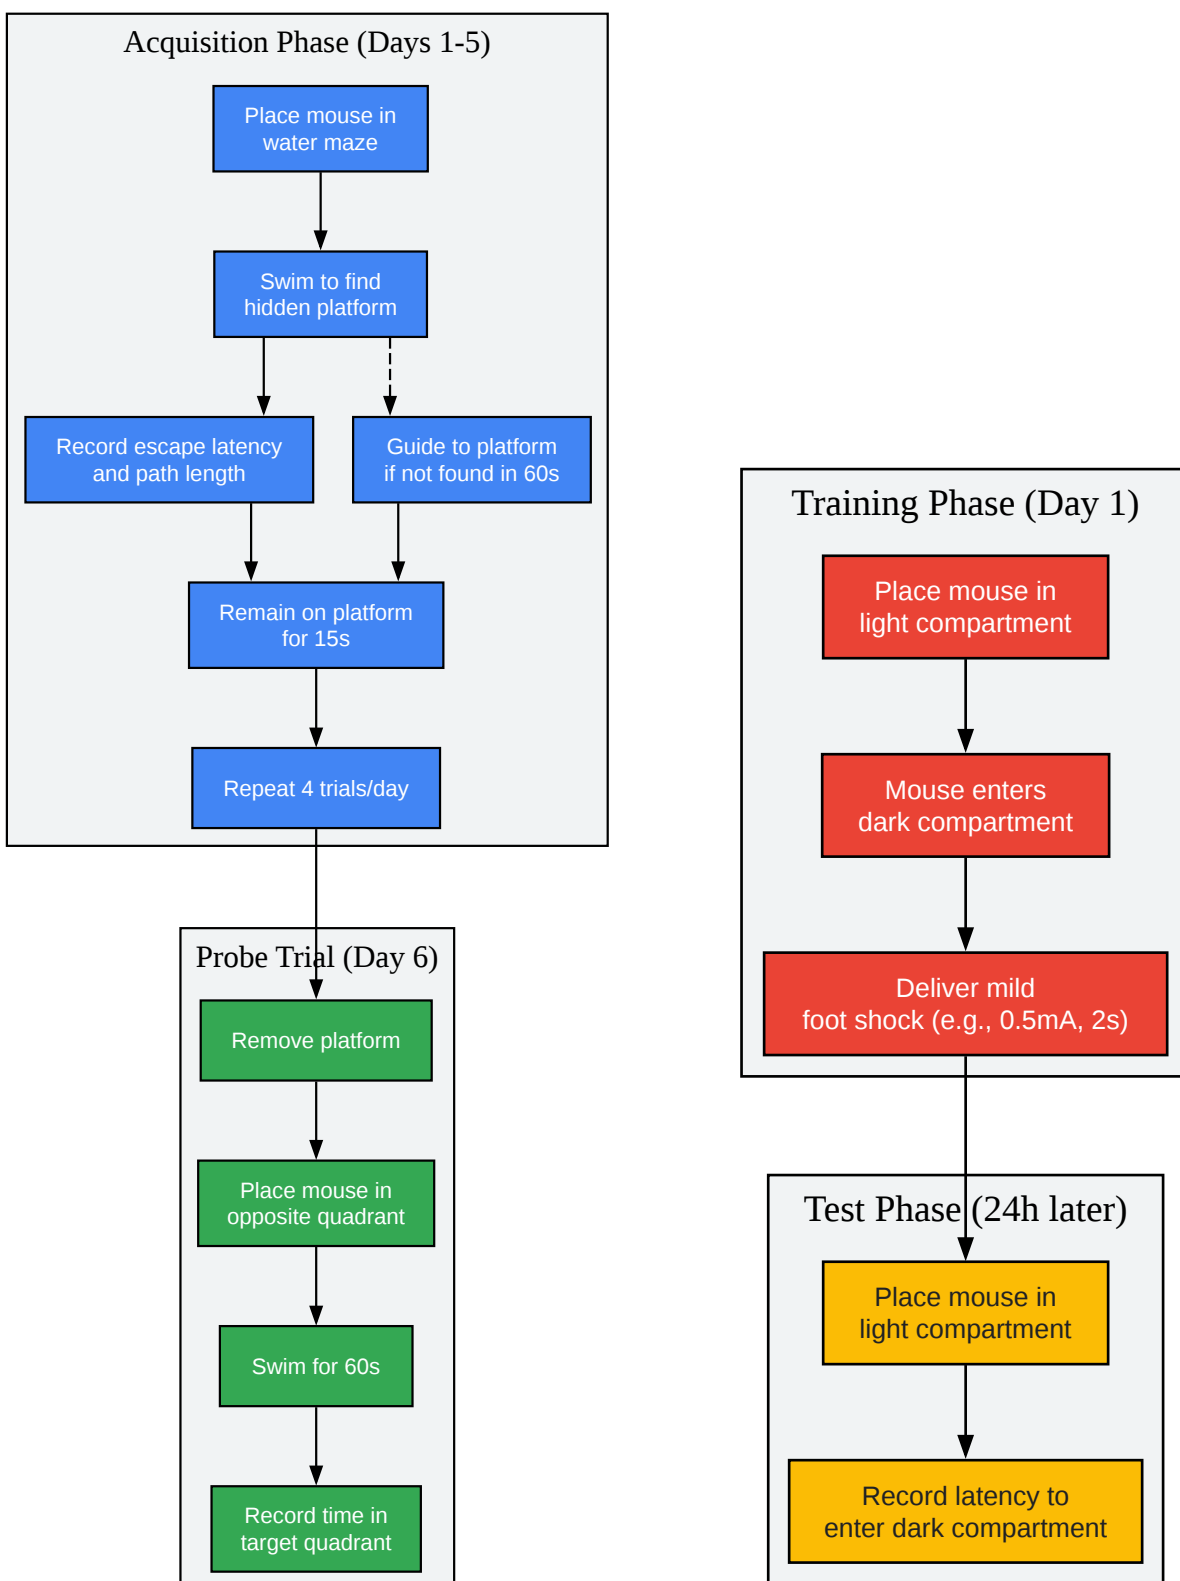 Acquisition Phase (Days 1-5)
Place mouse in
water maze
Swim to find
hidden platform
Record escape latency
and path length
Guide to platform
if not found in 60s
Remain on platform
for 15s
Repeat 4 trials/day
Probe Trial (Day 6)
Remove platform
Place mouse in
opposite quadrant
Swim for 60s
Record time in
target quadrant
Training Phase (Day 1)
Place mouse in
light compartment
Mouse enters
dark compartment
Deliver mild
foot shock (e.g., 0.5mA, 2s)
Test Phase (24h later)
Place mouse in
light compartment
Record latency to
enter dark compartment